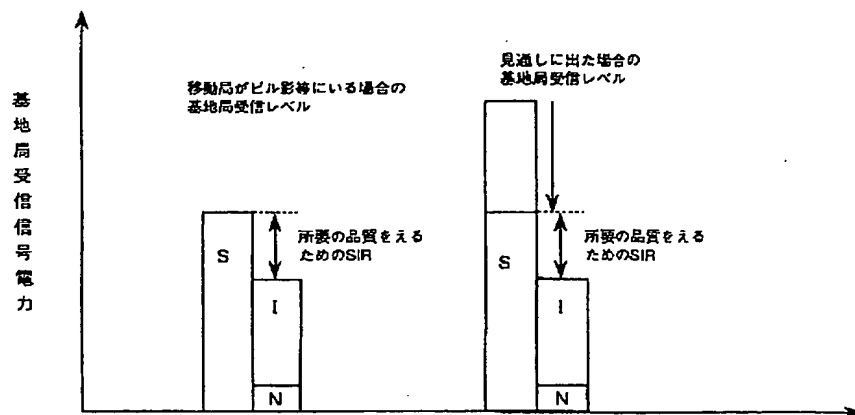 基地局受信信号電力
移動局がビル影等にいる場合の
基地局受信レベル
見通しに出た場合の
基地局受信レベル
S
所要の品質をえる
ためのSIR
I
N
S
所要の品質をえる
ためのSIR
I
N